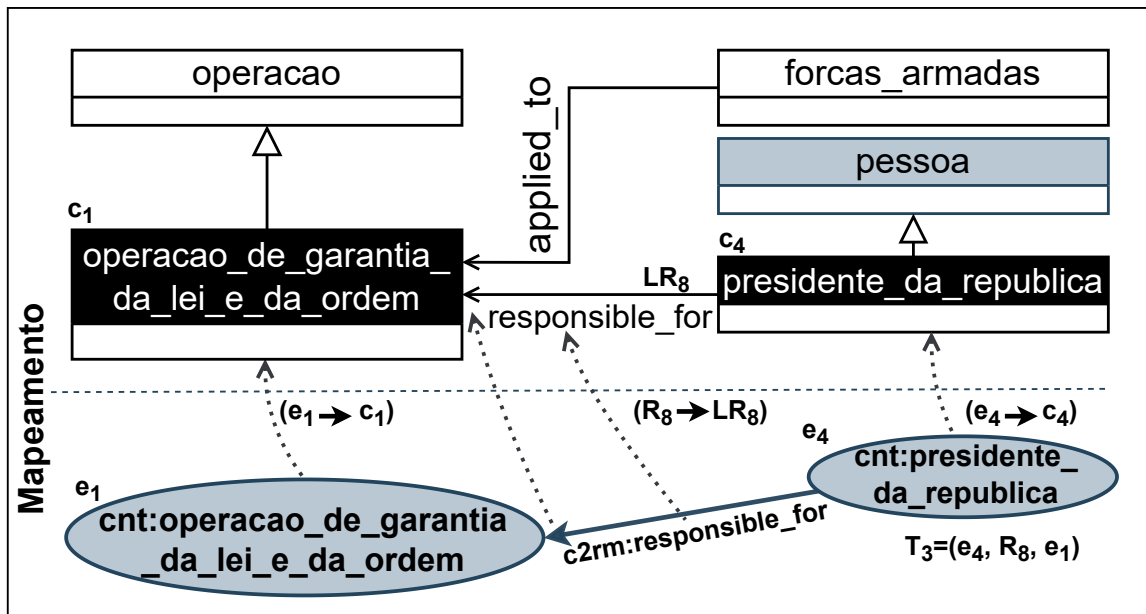 operacao
forcas_armadas
applied_to
pessoa
c1
operacao_de_garantia_
da_lei_e_da_ordem
c4
presidente_da_republica
LR8
responsible_for
Mapeamento
(e1 → c1)
(R8 → LR8)
(e4 → c4)
e4
cnt:presidente_
da_republica
e1
cnt:operacao_de_garantia
_da_lei_e_da_ordem
c2rm:responsible_for
T3=(e4, R8, e1)